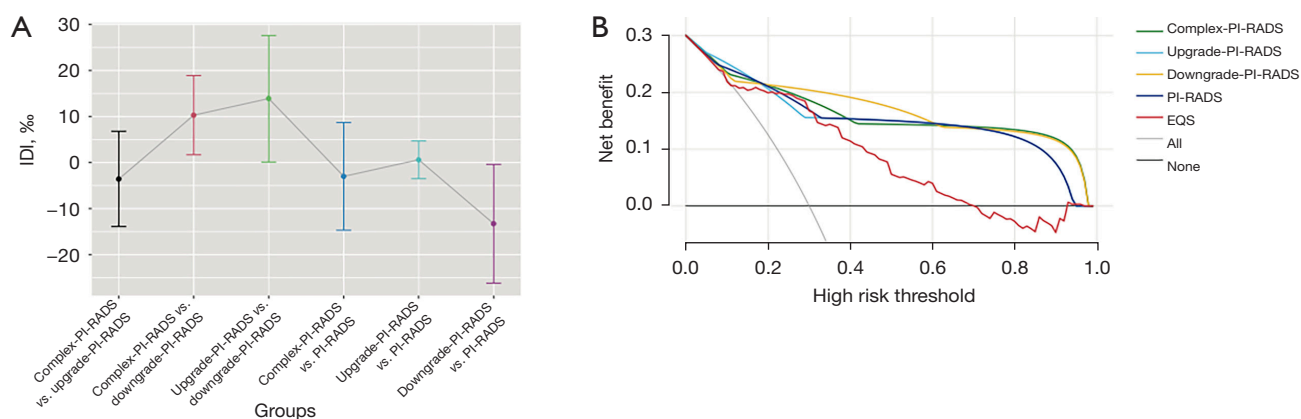 A
IDI, ‰
30
20
10
0
−10
−20
Complex-PI-RADS
vs. upgrade-PI-RADS
Complex-PI-RADS vs.
downgrade-PI-RADS
Upgrade-PI-RADS vs.
downgrade-PI-RADS
Complex-PI-RADS
vs. PI-RADS
Upgrade-PI-RADS
vs. PI-RADS
Downgrade-PI-RADS
vs. PI-RADS
Groups
B
Net benefit
0.3
0.2
0.1
0.0
0.0 0.2 0.4 0.6 0.8 1.0
High risk threshold
Complex-PI-RADS
Upgrade-PI-RADS
Downgrade-PI-RADS
PI-RADS
EQS
All
None